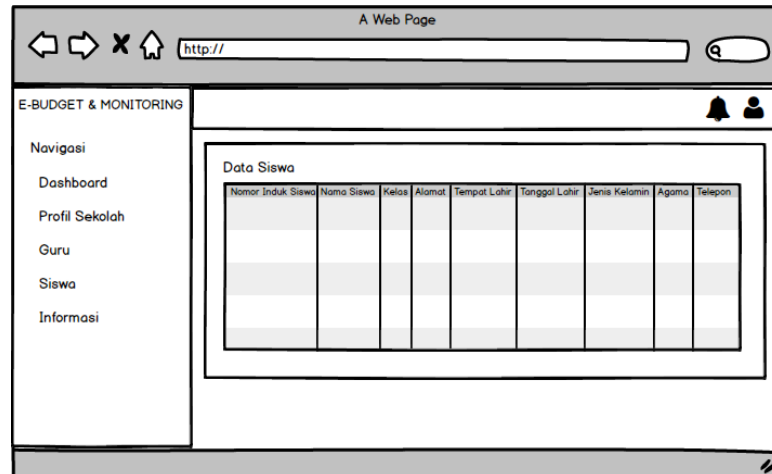 A Web Page
http://
E-BUDGET & MONITORING
Navigasi
Dashboard
Profil Sekolah
Guru
Siswa
Informasi
Data Siswa
Nomor Induk Siswa Nama Siswa Kelas Alamat Tempat Lahir Tanggal Lahir Jenis Kelamin Agama Telepon